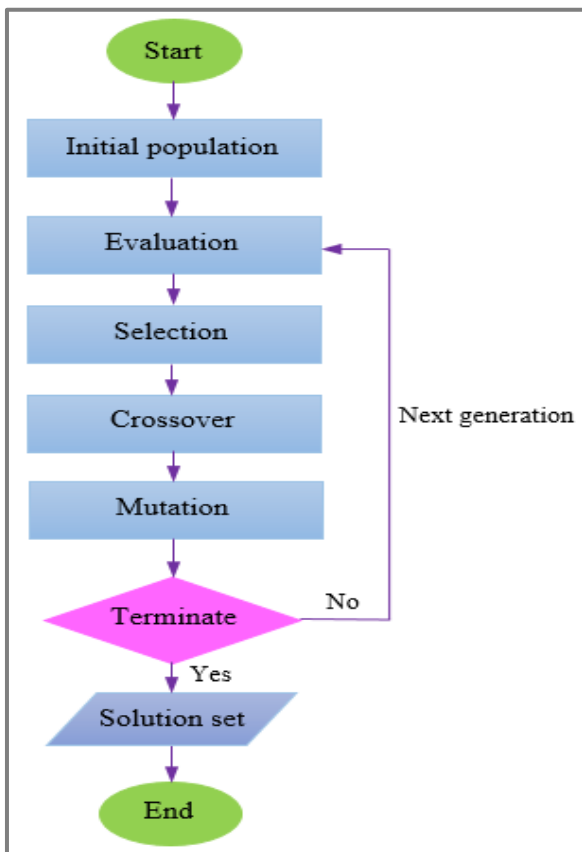 Start
Initial population
Evaluation
Selection
Crossover
Next generation
Mutation
Terminate
No
Yes
Solution set
End